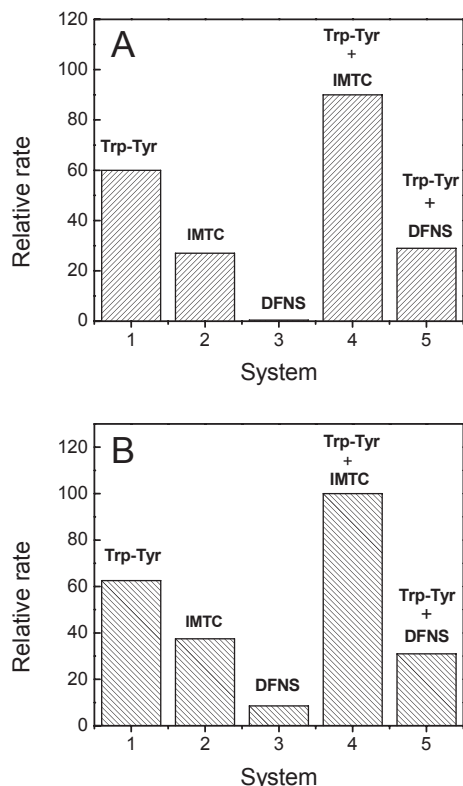 A
Relative rate
120
100
80
60
40
20
0
Trp-Tyr
IMTC
DFNS
Trp-Tyr
+
IMTC
Trp-Tyr
+
DFNS
1 2 3 4 5
System
B
Relative rate
120
100
80
60
40
20
0
Trp-Tyr
IMTC
DFNS
Trp-Tyr
+
IMTC
Trp-Tyr
+
DFNS
1 2 3 4 5
System